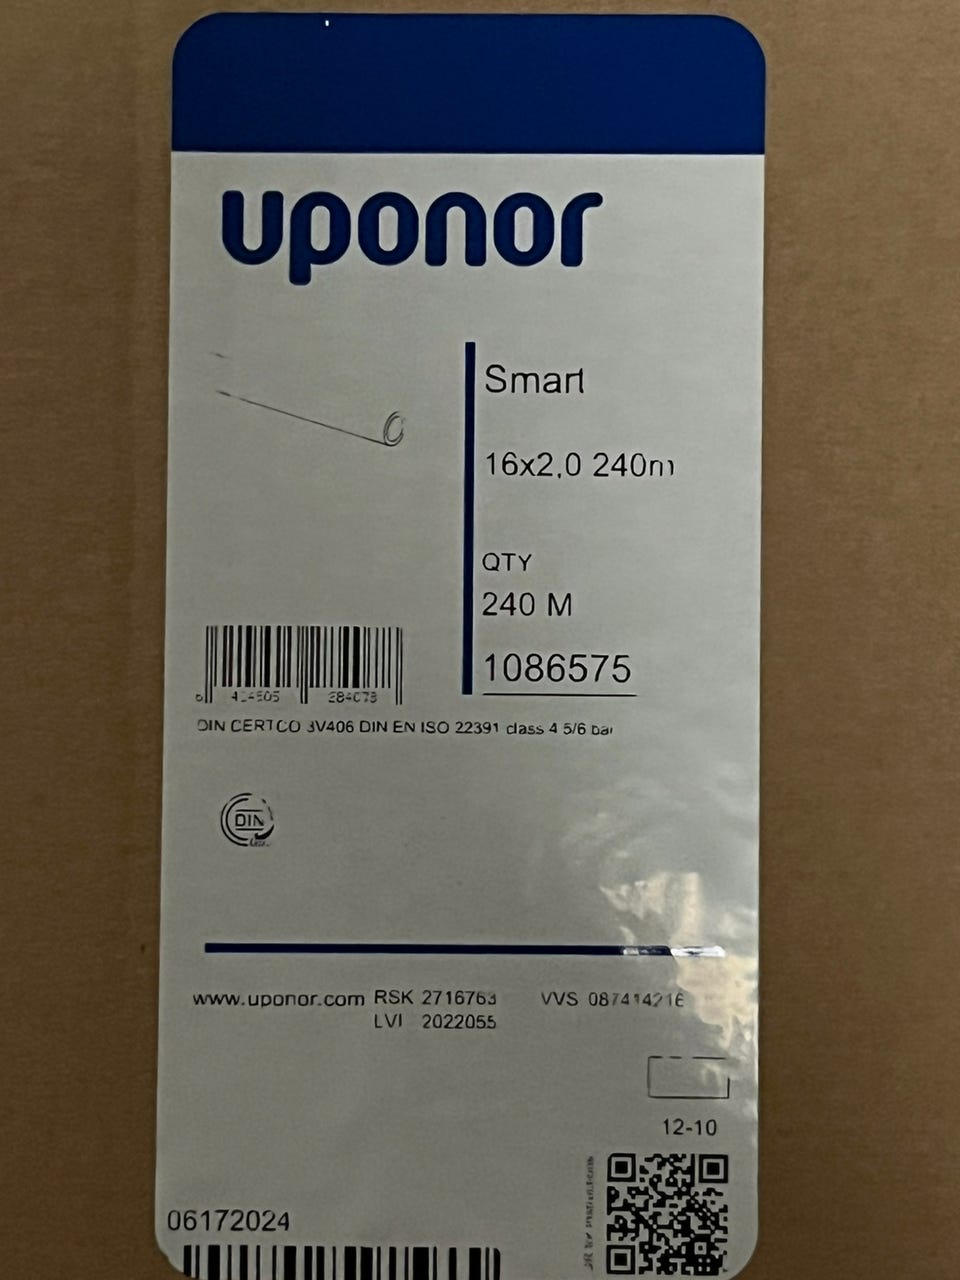 uponor
Smart
16x2,0 240m
QTY
240 M
1086575
DIN CERTCO 3V406 DIN EN ISO 22391 class 4 5/6 bar
DIN
www.uponor.com RSK 2716763 VVS 087414216
LVI 2022055
12-10
06172024